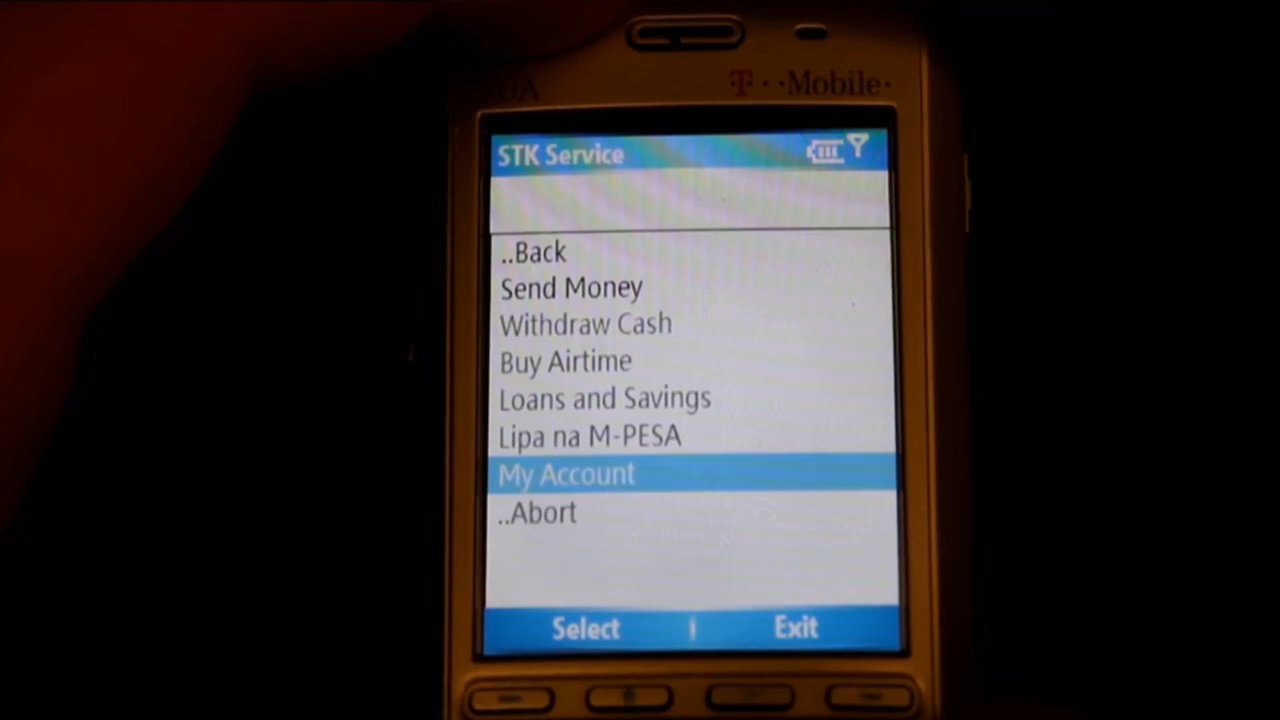 T··Mobile·
STK Service
..Back
Send Money
Withdraw Cash
Buy Airtime
Loans and Savings
Lipa na M-PESA
My Account
..Abort
Select
Exit